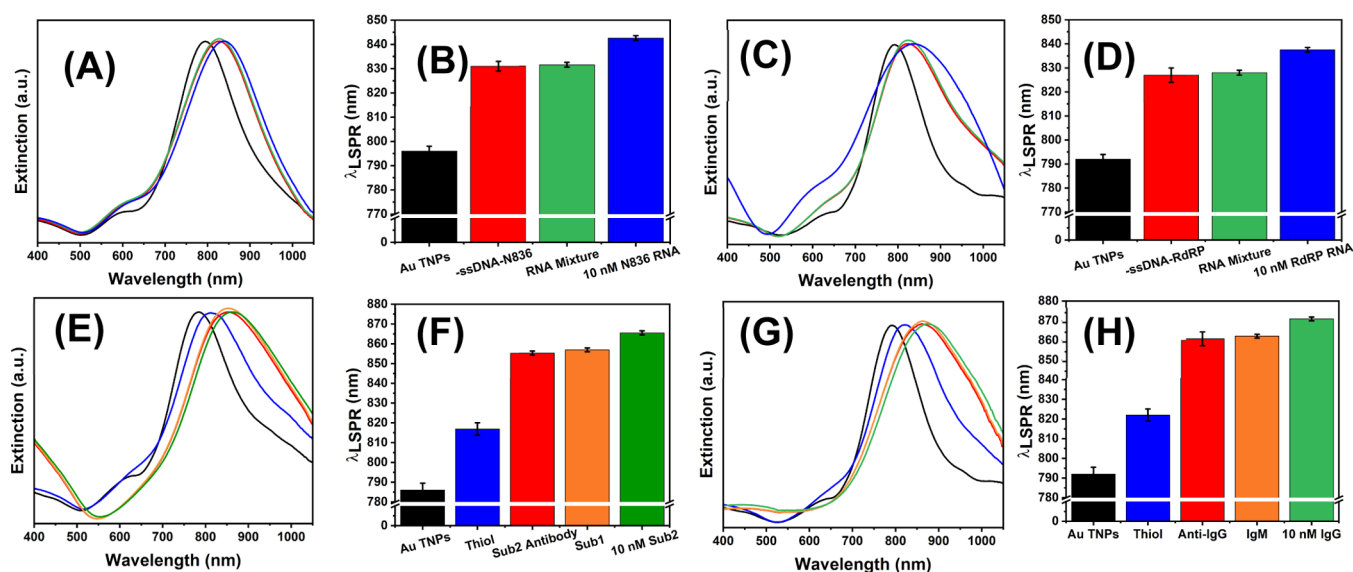 (A)
Extinction (a.u.)
400 500 600 700 800 900 1000
Wavelength (nm)
(B)
λLSPR (nm)
850
840
830
820
810
800
790
780
770
0
Au TNPs
-ssDNA-N836
RNA Mixture
10 nM N836 RNA
(C)
Extinction (a.u.)
400 500 600 700 800 900 1000
Wavelength (nm)
(D)
λLSPR (nm)
850
840
830
820
810
800
790
780
770
0
Au TNPs
-ssDNA-RdRP
RNA Mixture
10 nM RdRP RNA
(E)
Extinction (a.u.)
400 500 600 700 800 900 1000
Wavelength (nm)
(F)
λLSPR (nm)
880
870
860
850
840
830
820
810
800
790
780
0
Au TNPs
Thiol
Sub2 Antibody
Sub1
10 nM Sub2
(G)
Extinction (a.u.)
400 500 600 700 800 900 1000
Wavelength (nm)
(H)
λLSPR (nm)
880
870
860
850
840
830
820
810
800
790
780
0
Au TNPs
Thiol
Anti-IgG
IgM
10 nM IgG